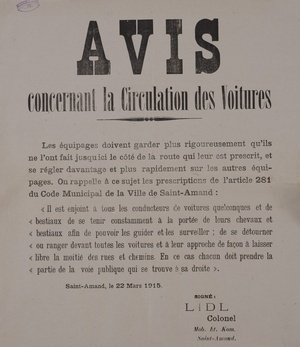 AVIS
concernant la Circulation des Voitures
Les équipages doivent garder plus rigoureusement qu'ils
ne l'ont fait jusqu'ici le côté de la route qui leur est prescrit, et
se régler davantage et plus rapidement sur les autres équi-
pages. On rappelle à ce sujet les prescriptions de l'article 281
du Code Municipal de la Ville de Saint-Amand :
« Il est enjoint à tous les conducteurs de voitures quelconques et de
« bestiaux de se tenir constamment à la portée de leurs chevaux et
« bestiaux afin de pouvoir les guider et les surveiller ; de se détourner
« ou ranger devant toutes les voitures et à leur approche de façon à laisser
« libre la moitié des rues et chemins. En ce cas chacun doit prendre la
« partie de la voie publique qui se trouve à sa droite ».
Saint-Amand, le 22 Mars 1915.
SIGNÉ :
LIDL
Colonel
Mob. Et. Kom.
Saint-Amand.